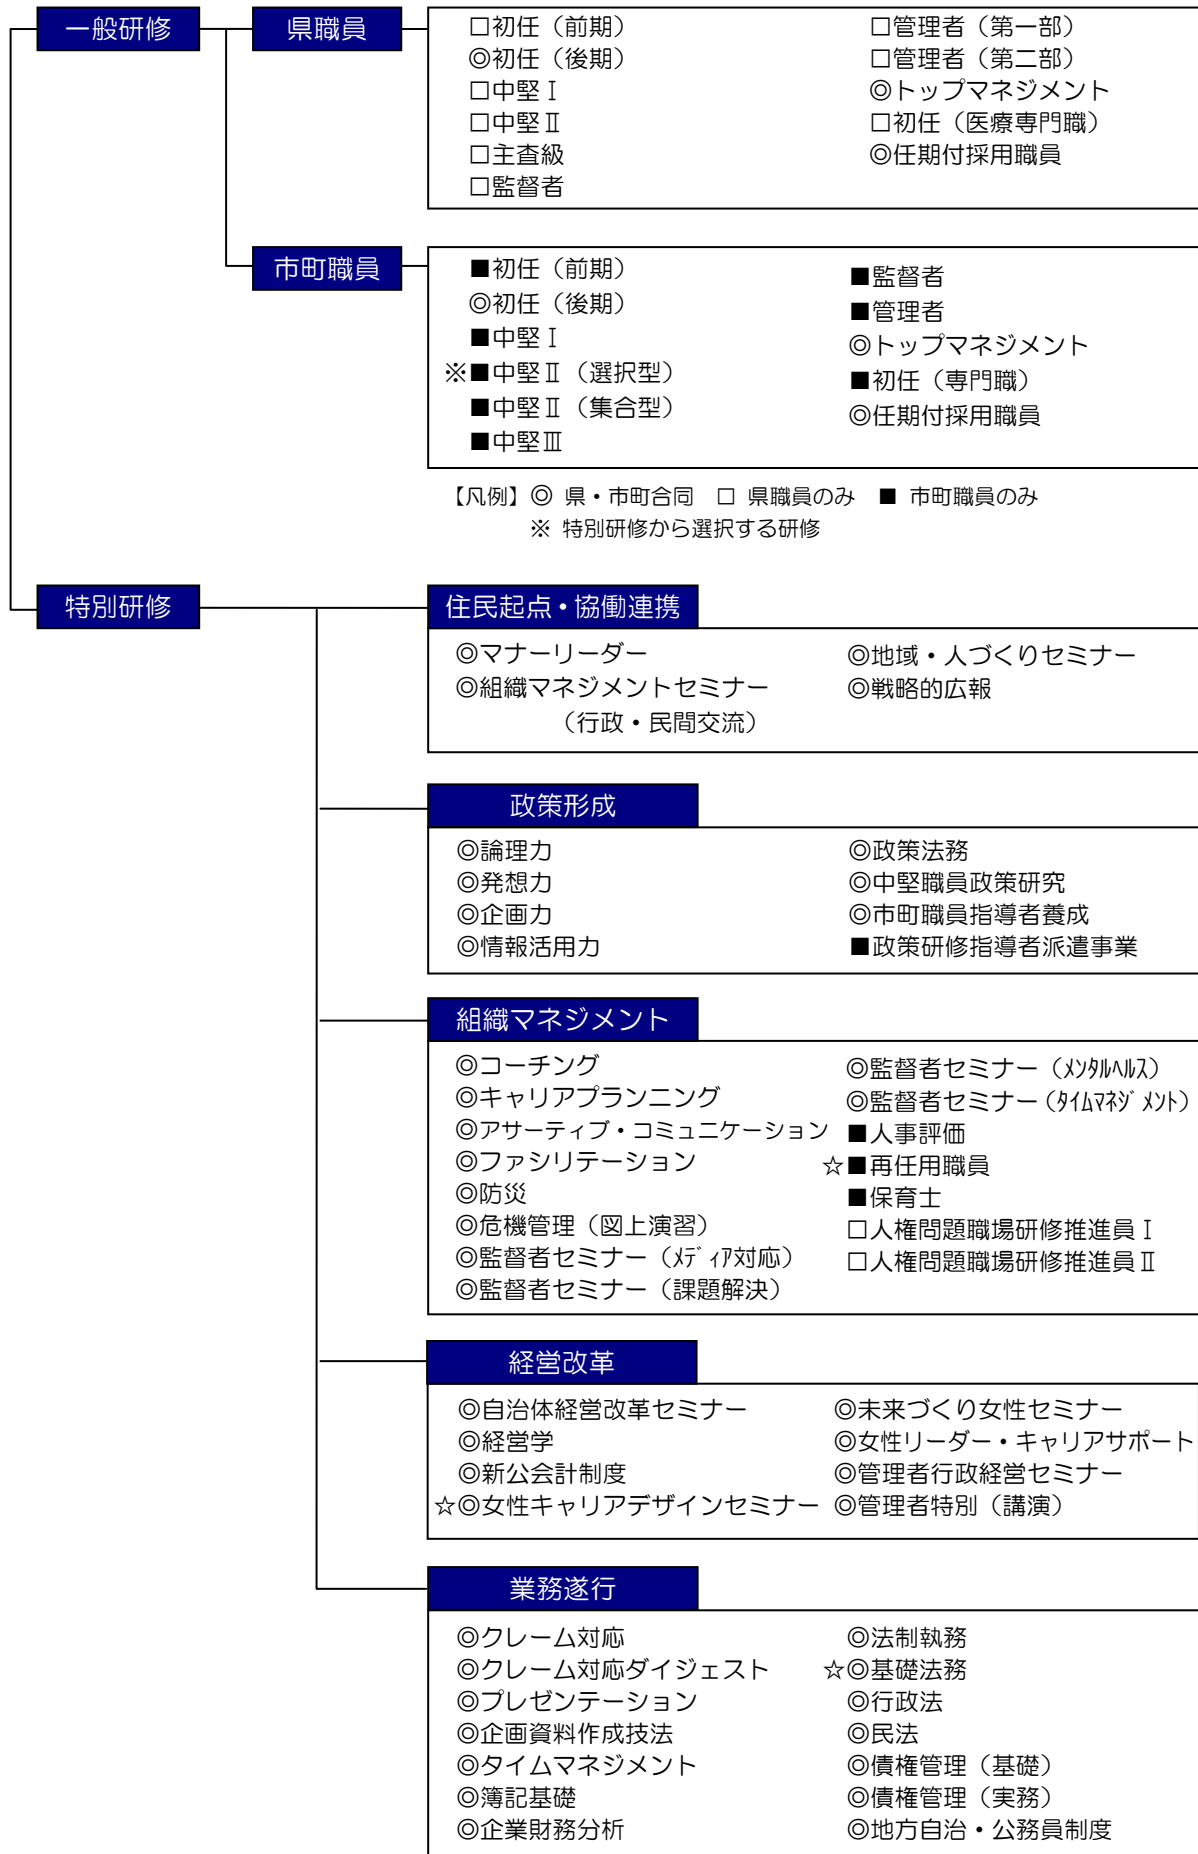 一般研修
県職員
□初任（前期）
◎初任（後期）
□中堅Ⅰ
□中堅Ⅱ
□主査級
□監督者
□管理者（第一部）
□管理者（第二部）
◎トップマネジメント
□初任（医療専門職）
◎任期付採用職員
市町職員
■初任（前期）
◎初任（後期）
■中堅Ⅰ
※■中堅Ⅱ（選択型）
■中堅Ⅱ（集合型）
■中堅Ⅲ
■監督者
■管理者
◎トップマネジメント
■初任（専門職）
◎任期付採用職員
【凡例】◎ 県・市町合同　□ 県職員のみ　■ 市町職員のみ
※ 特別研修から選択する研修
特別研修
住民起点・協働連携
◎マナーリーダー
◎組織マネジメントセミナー
（行政・民間交流）
◎地域・人づくりセミナー
◎戦略的広報
政策形成
◎論理力
◎発想力
◎企画力
◎情報活用力
◎政策法務
◎中堅職員政策研究
◎市町職員指導者養成
■政策研修指導者派遣事業
組織マネジメント
◎コーチング
◎キャリアプランニング
◎アサーティブ・コミュニケーション
◎ファシリテーション
◎防災
◎危機管理（図上演習）
◎監督者セミナー（ﾒﾃﾞｨｱ対応）
◎監督者セミナー（課題解決）
◎監督者セミナー（ﾒﾝﾀﾙﾍﾙｽ）
◎監督者セミナー（ﾀｲﾑﾏﾈｼﾞﾒﾝﾄ）
■人事評価
☆■再任用職員
■保育士
□人権問題職場研修推進員Ⅰ
□人権問題職場研修推進員Ⅱ
経営改革
◎自治体経営改革セミナー
◎経営学
◎新公会計制度
☆◎女性キャリアデザインセミナー
◎未来づくり女性セミナー
◎女性リーダー・キャリアサポート
◎管理者行政経営セミナー
◎管理者特別（講演）
業務遂行
◎クレーム対応
◎クレーム対応ダイジェスト
◎プレゼンテーション
◎企画資料作成技法
◎タイムマネジメント
◎簿記基礎
◎企業財務分析
◎法制執務
☆◎基礎法務
◎行政法
◎民法
◎債権管理（基礎）
◎債権管理（実務）
◎地方自治・公務員制度